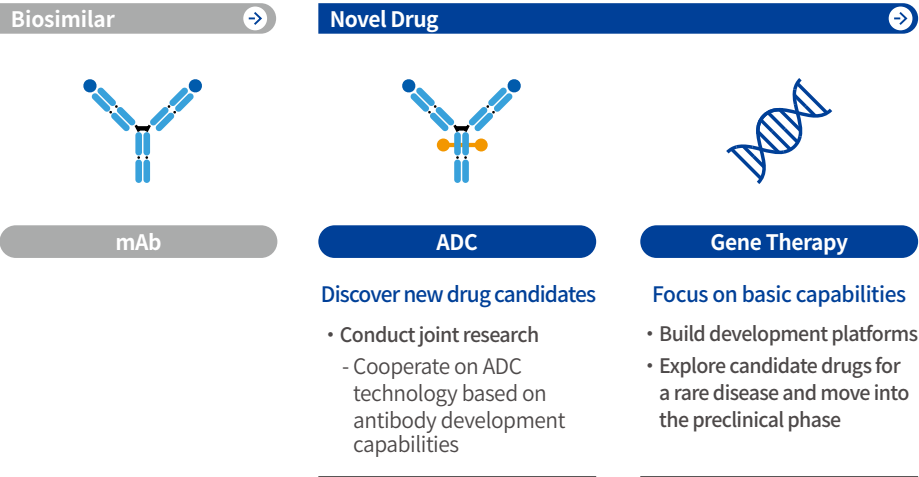 Biosimilar
Novel Drug
mAb
ADC
Gene Therapy
Discover new drug candidates
・Conduct joint research
- Cooperate on ADC
technology based on
antibody development
capabilities
Focus on basic capabilities
・Build development platforms
・Explore candidate drugs for
a rare disease and move into
the preclinical phase